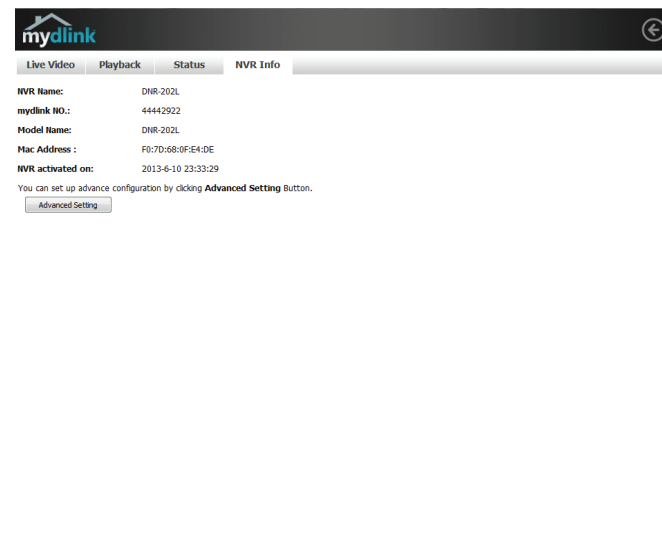 mydlink
Live Video Playback Status NVR Info
NVR Name: DNR-202L
mydlink NO.: 44442922
Model Name: DNR-202L
Mac Address : F0:7D:68:0F:E4:DE
NVR activated on: 2013-6-10 23:33:29
You can set up advance configuration by clicking Advanced Setting Button.
Advanced Setting